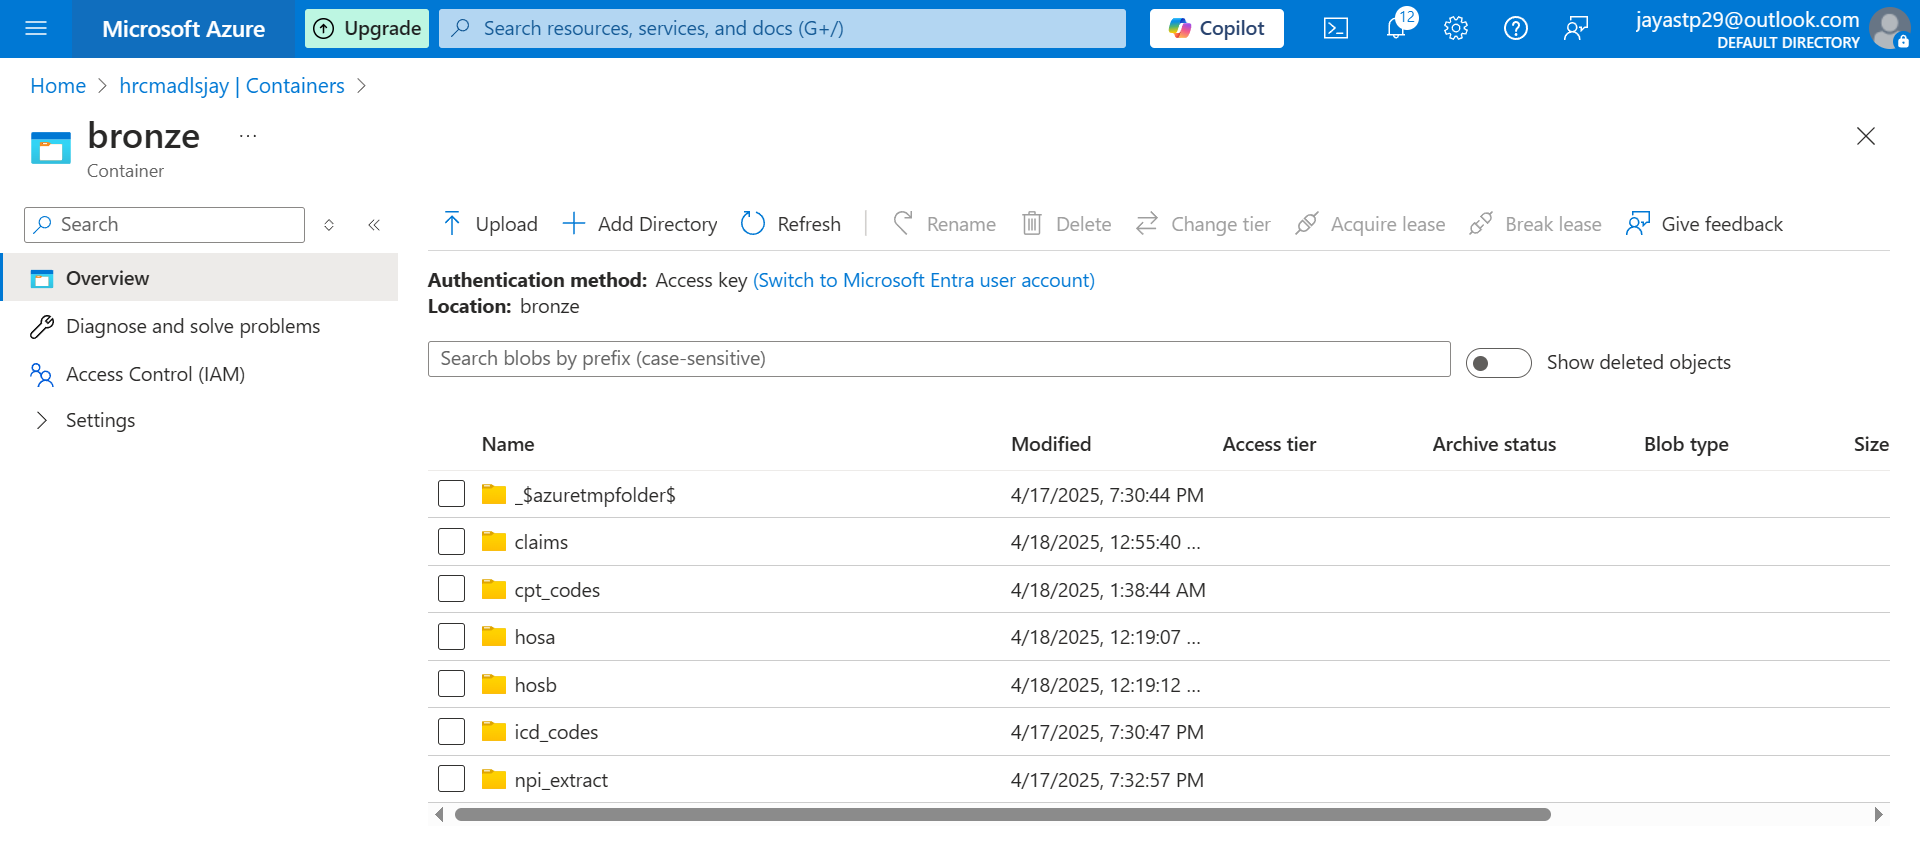 Microsoft Azure
Upgrade
Search resources, services, and docs (G+/)
Copilot
12
jayastp29@outlook.com
DEFAULT DIRECTORY
Home > hrcmadlsjay | Containers >
bronze ...
Container
Search
Overview
Diagnose and solve problems
Access Control (IAM)
Settings
Upload Add Directory Refresh Rename Delete Change tier Acquire lease Break lease Give feedback
Authentication method: Access key (Switch to Microsoft Entra user account)
Location: bronze
Search blobs by prefix (case-sensitive)
Show deleted objects
Name Modified Access tier Archive status Blob type Size
_$azuretmpfolder$ 4/17/2025, 7:30:44 PM
claims 4/18/2025, 12:55:40 ...
cpt_codes 4/18/2025, 1:38:44 AM
hosa 4/18/2025, 12:19:07 ...
hosb 4/18/2025, 12:19:12 ...
icd_codes 4/17/2025, 7:30:47 PM
npi_extract 4/17/2025, 7:32:57 PM